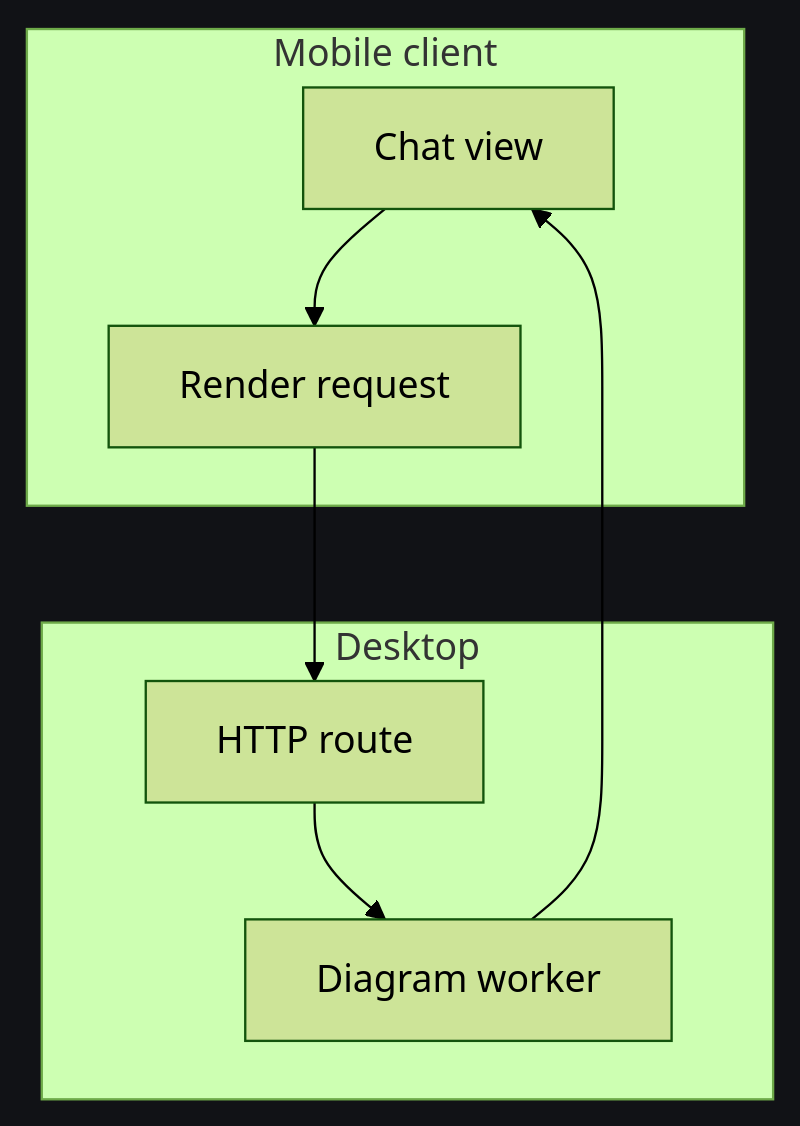 Mobile client
Chat view
Render request
Desktop
HTTP route
Diagram worker